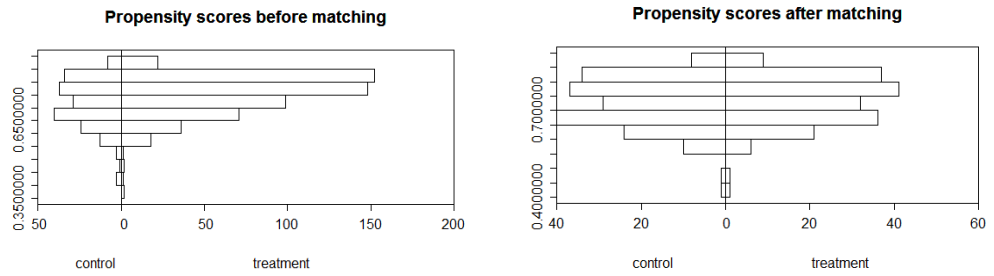 Propensity scores before matching
0.3500000 0.6500000
50 0 50 100 150 200
control treatment
Propensity scores after matching
0.4000000 0.7000000
40 20 0 20 40 60
control treatment